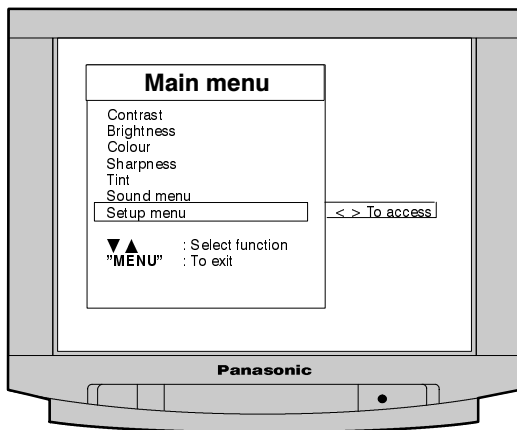 Main menu
Contrast
Brightness
Colour
Sharpness
Tint
Sound menu
Setup menu < > To access
▼ ▲ : Select function
"MENU" : To exit
Panasonic